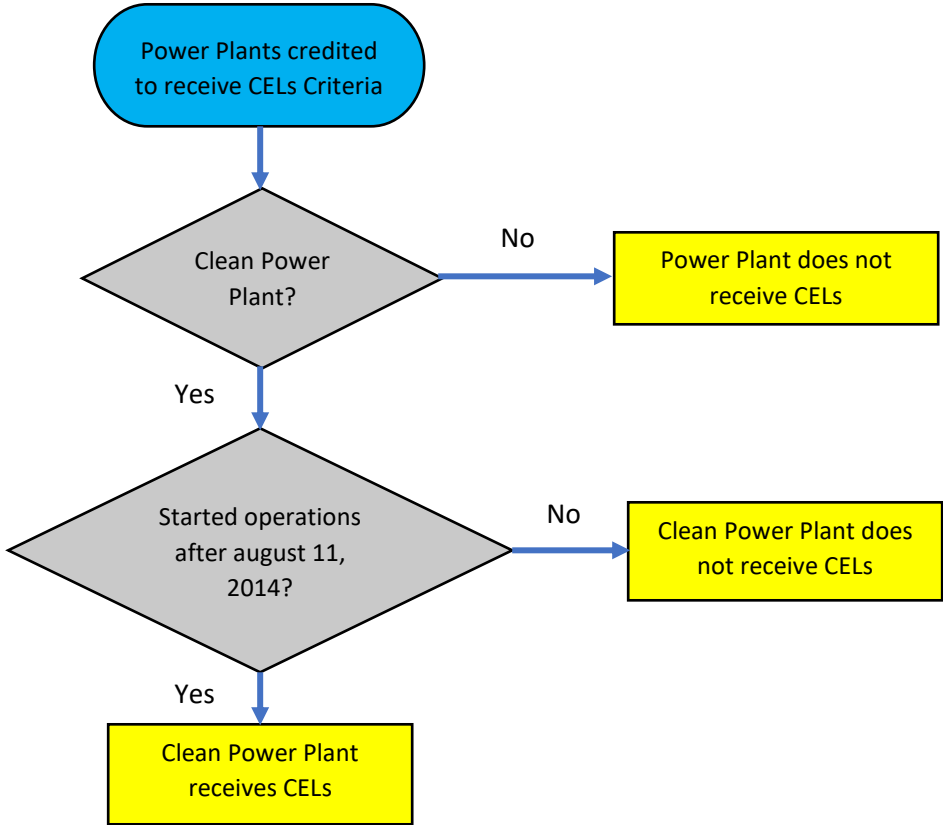 Power Plants credited
to receive CELs Criteria
Clean Power
Plant?
No
Power Plant does not
receive CELs
Yes
Started operations
after august 11,
2014?
No
Clean Power Plant does
not receive CELs
Yes
Clean Power Plant
receives CELs